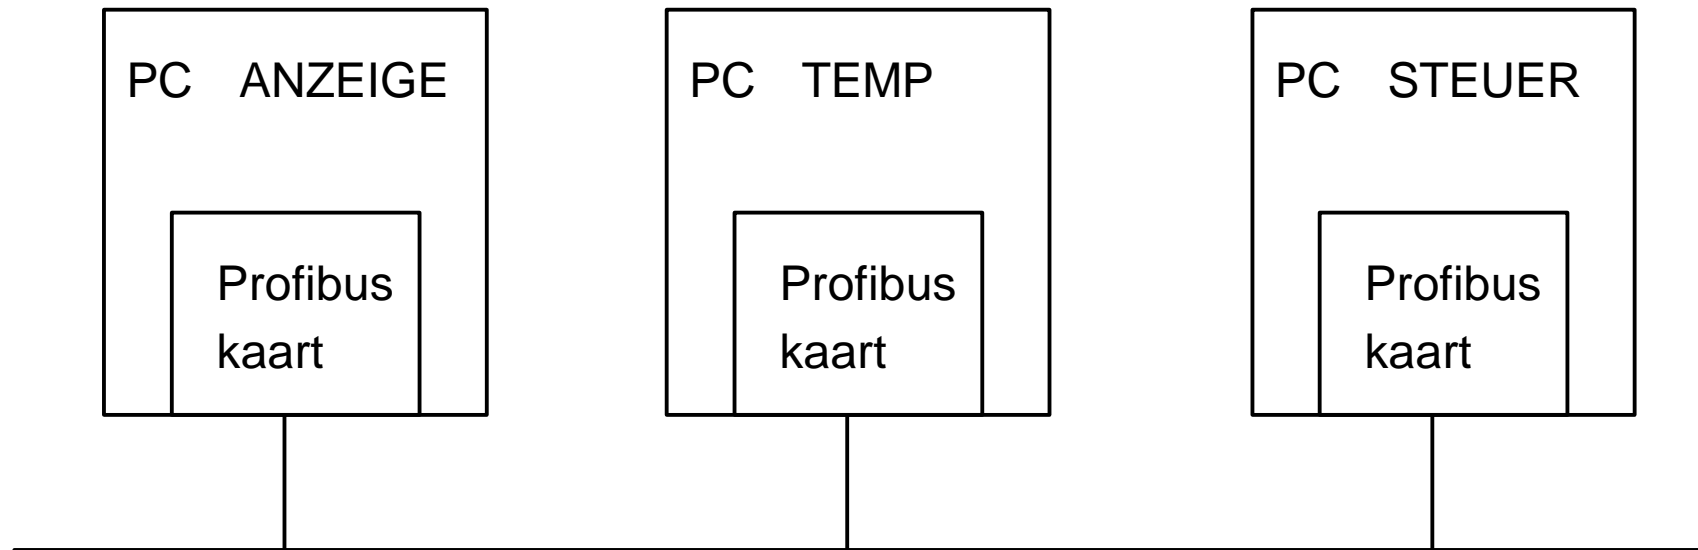 PC ANZEIGE
Profibus
kaart
PC TEMP
Profibus
kaart
PC STEUER
Profibus
kaart